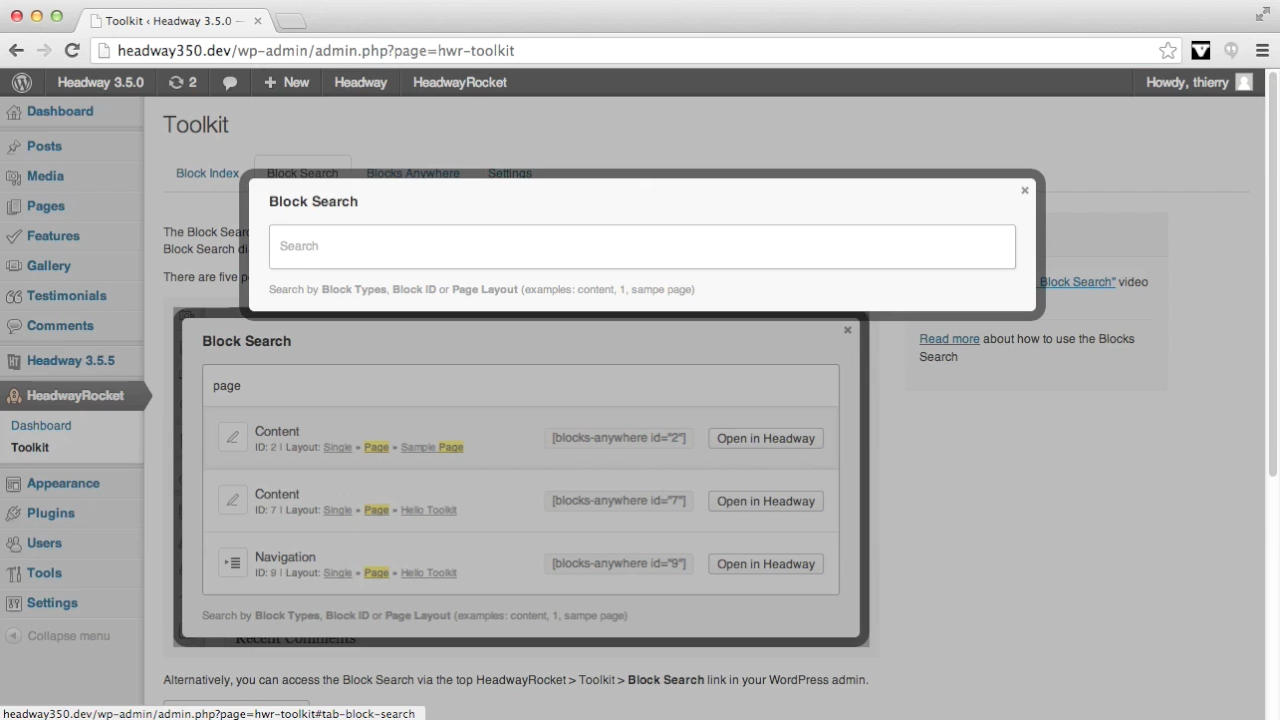 Toolkit ‹ Headway 3.5.0 —
headway350.dev/wp-admin/admin.php?page=hwr-toolkit
Headway 3.5.0
2
New
Headway
HeadwayRocket
Howdy, thierry
Dashboard
Posts
Media
Pages
Features
Gallery
Testimonials
Comments
Headway 3.5.5
HeadwayRocket
Dashboard
Toolkit
Appearance
Plugins
Users
Tools
Settings
Collapse menu
Toolkit
Block Index
Block Search
Blocks Anywhere
Settings
Block Search
Search
Search by Block Types, Block ID or Page Layout (examples: content, 1, sampe page)
The Block
Block Search
There are five
Block Search" video
Read more about how to use the Blocks
Search
Block Search
page
Content
ID: 2 | Layout: Single » Page » Sample Page
[blocks-anywhere id="2"]
Open in Headway
Content
ID: 7 | Layout: Single » Page » Hello Toolkit
[blocks-anywhere id="7"]
Open in Headway
Navigation
ID: 9 | Layout: Single » Page » Hello Toolkit
[blocks-anywhere id="9"]
Open in Headway
Search by Block Types, Block ID or Page Layout (examples: content, 1, sampe page)
Recent Comments
Alternatively, you can access the Block Search via the top HeadwayRocket > Toolkit > Block Search link in your WordPress admin.
headway350.dev/wp-admin/admin.php?page=hwr-toolkit#tab-block-search